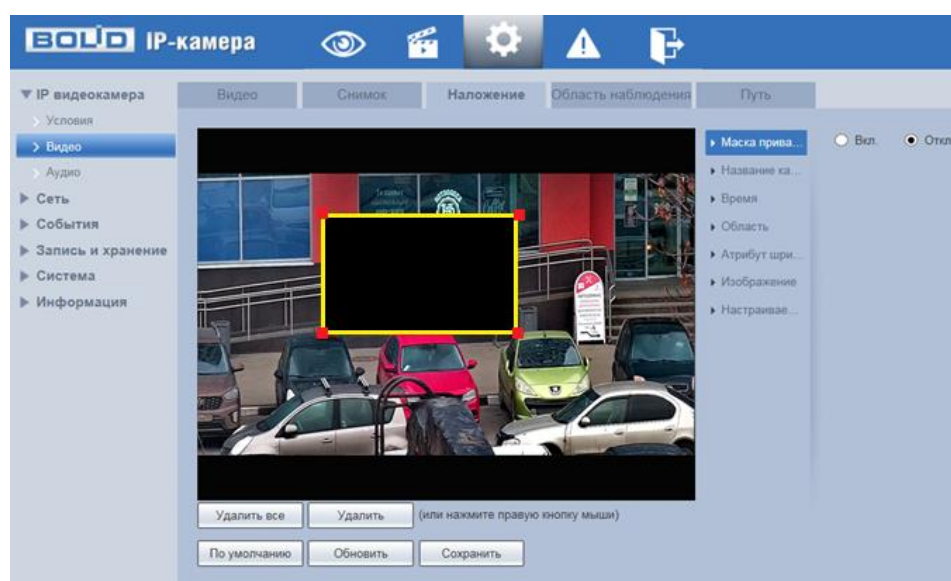 BOLID IP-камера
IP видеокамера
Условия
Видео
Аудио
Сеть
События
Запись и хранение
Система
Информация
Видео
Снимок
Наложение
Область наблюдения
Путь
Маска прива...
Название ка...
Время
Область
Атрибут шри...
Изображение
Настраивае...
Вкл.
Откл
Удалить все
Удалить
(или нажмите правую кнопку мыши)
По умолчанию
Обновить
Сохранить